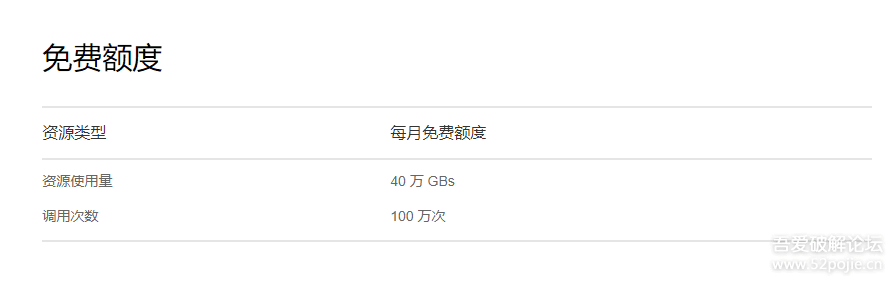 免费额度
资源类型 每月免费额度
资源使用量 40 万 GBs
调用次数 100 万次
吾爱破解论坛
www.52pojie.cn